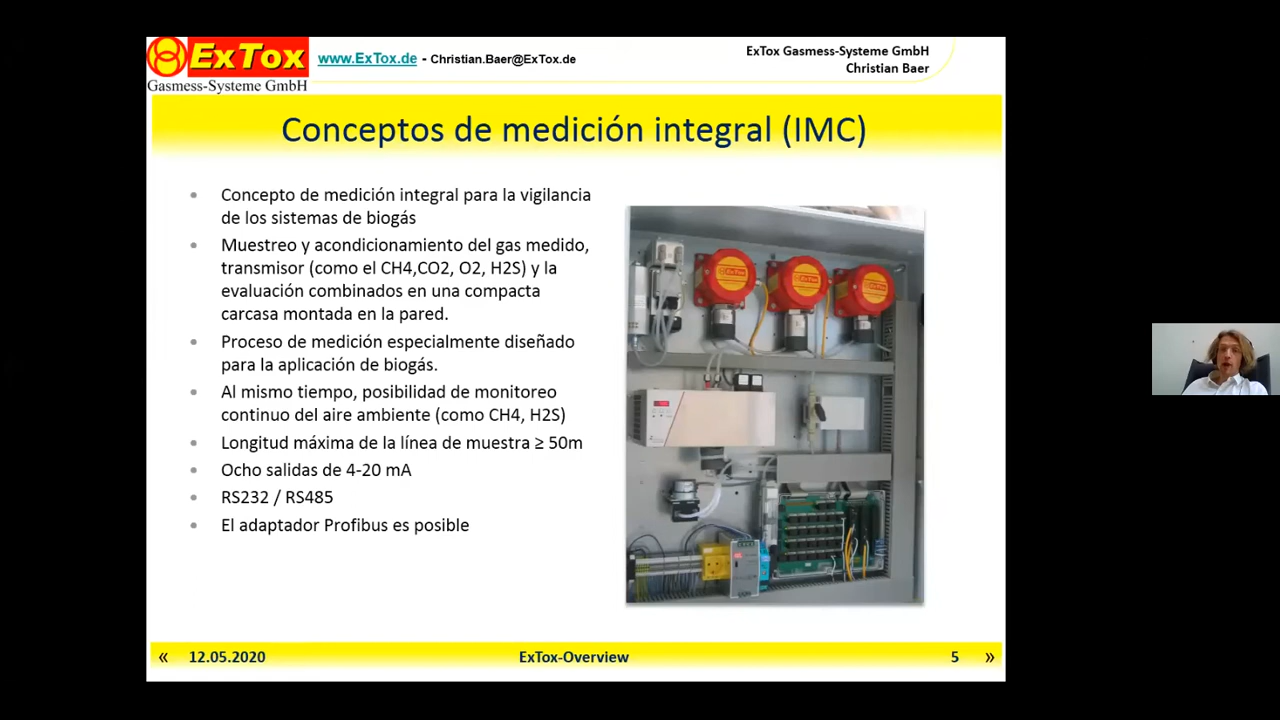 ExTox
Gasmess-Systeme GmbH
www.ExTox.de - Christian.Baer@ExTox.de
ExTox Gasmess-Systeme GmbH
Christian Baer
Conceptos de medición integral (IMC)
Concepto de medición integral para la vigilancia
de los sistemas de biogás
Muestreo y acondicionamiento del gas medido,
transmisor (como el CH4,CO2, O2, H2S) y la
evaluación combinados en una compacta
carcasa montada en la pared.
Proceso de medición especialmente diseñado
para la aplicación de biogás.
Al mismo tiempo, posibilidad de monitoreo
continuo del aire ambiente (como CH4, H2S)
Longitud máxima de la línea de muestra ≥ 50m
Ocho salidas de 4-20 mA
RS232 / RS485
El adaptador Profibus es posible
ExTox
ExTox
ExTox
« 12.05.2020 ExTox-Overview 5 »